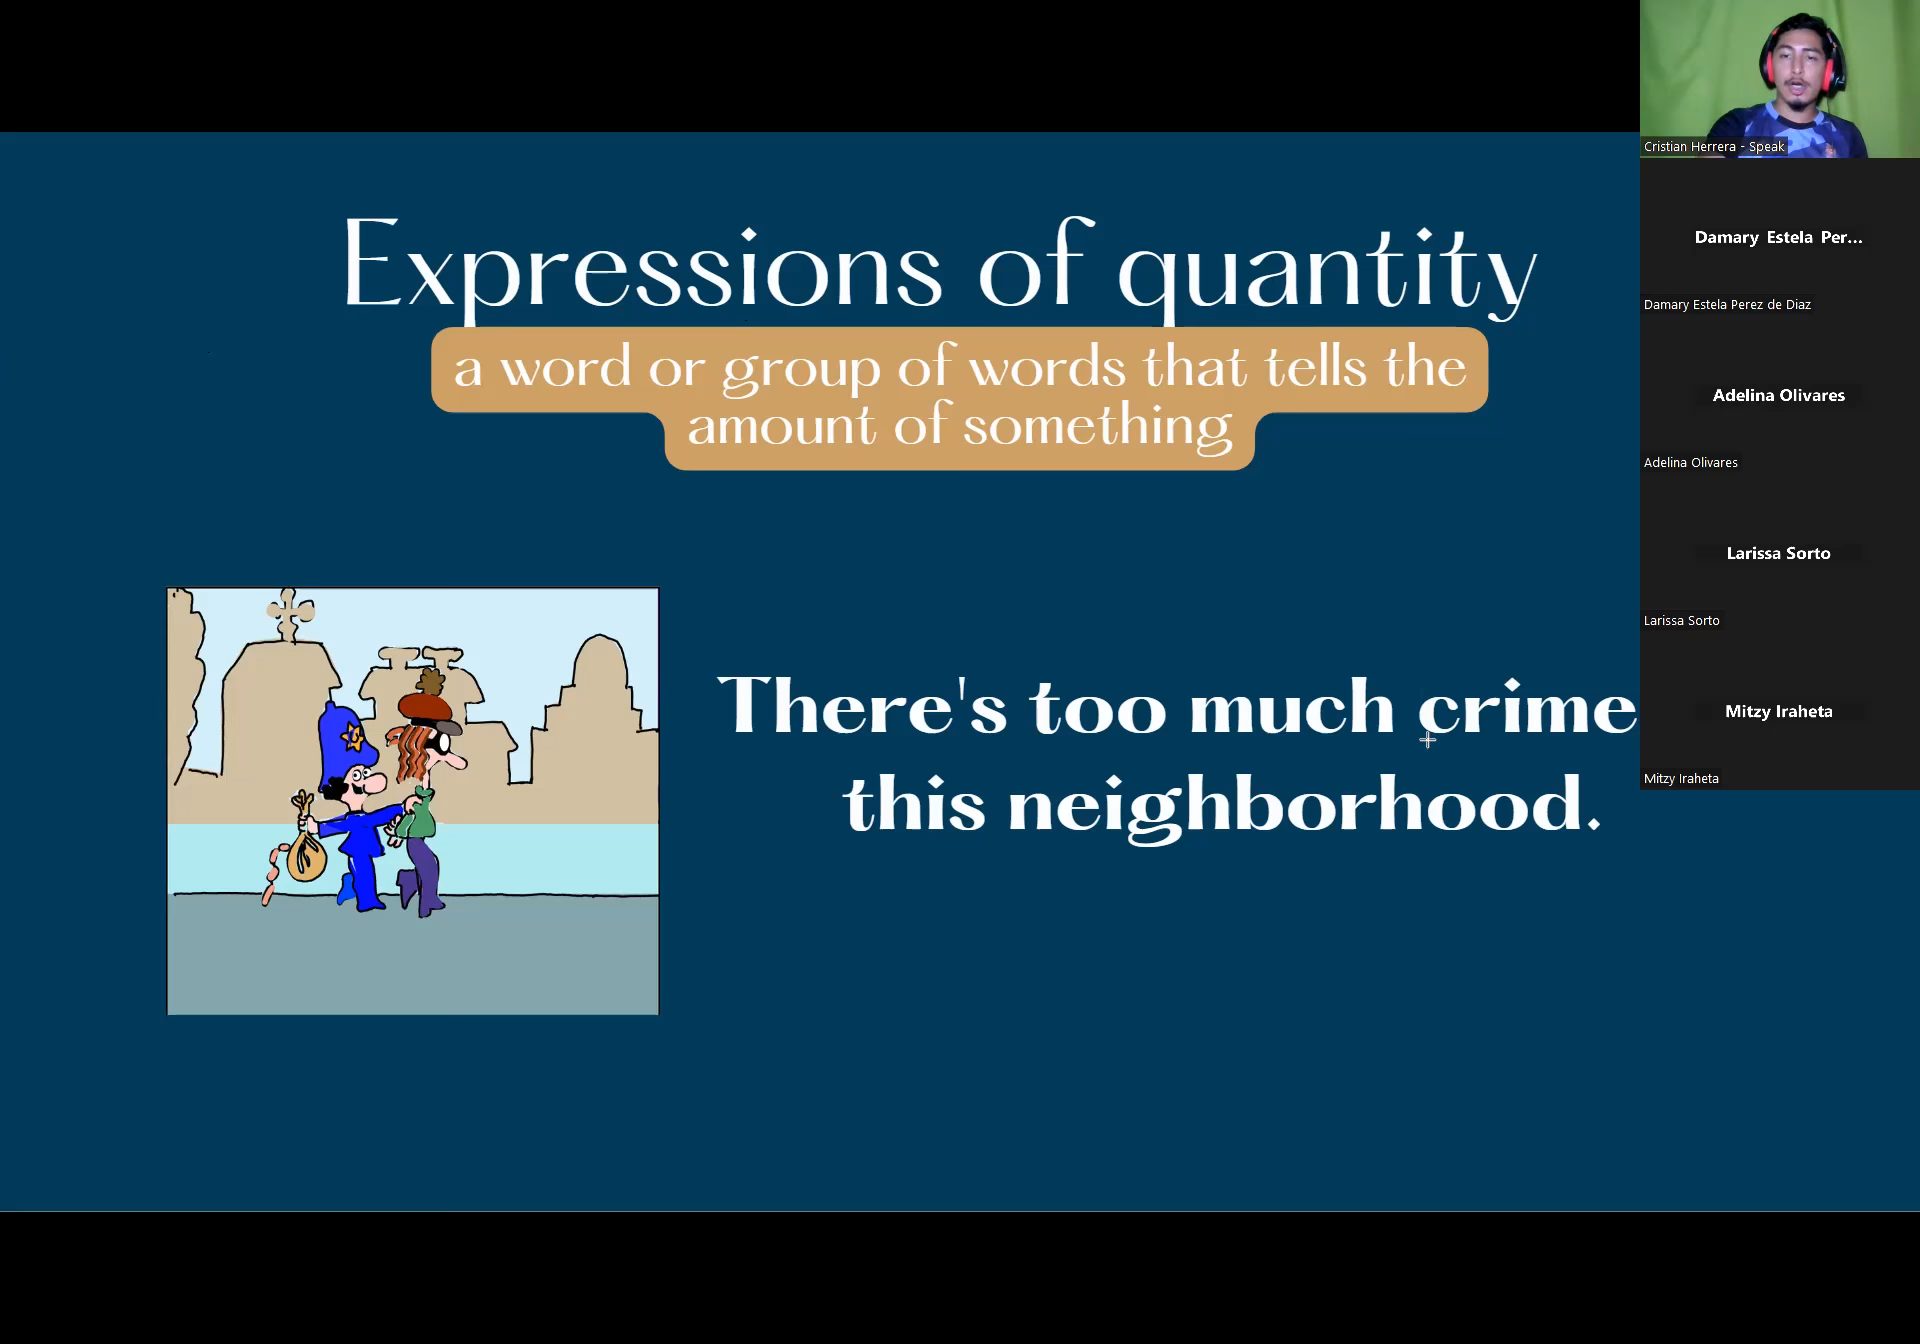 Expressions of quantity
a word or group of words that tells the
amount of something
There's too much crime
this neighborhood.
Cristian Herrera - Speak
Damary Estela Per...
Damary Estela Perez de Diaz
Adelina Olivares
Adelina Olivares
Larissa Sorto
Larissa Sorto
Mitzy Iraheta
Mitzy Iraheta